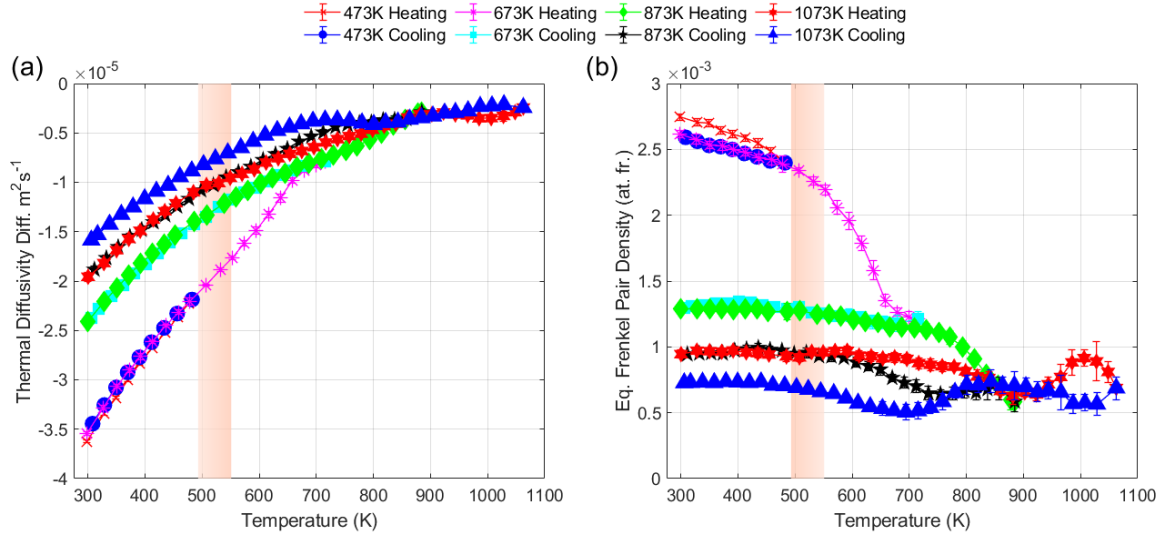 473K Heating 673K Heating 873K Heating 1073K Heating
473K Cooling 673K Cooling 873K Cooling 1073K Cooling
(a)
×10⁻⁵
0
-0.5
-1
-1.5
-2
-2.5
-3
-3.5
-4
Thermal Diffusivity Diff. m²s⁻¹
300 400 500 600 700 800 900 1000 1100
Temperature (K)
(b)
×10⁻³
3
2.5
2
1.5
1
0.5
0
Eq. Frenkel Pair Density (at. fr.)
300 400 500 600 700 800 900 1000 1100
Temperature (K)